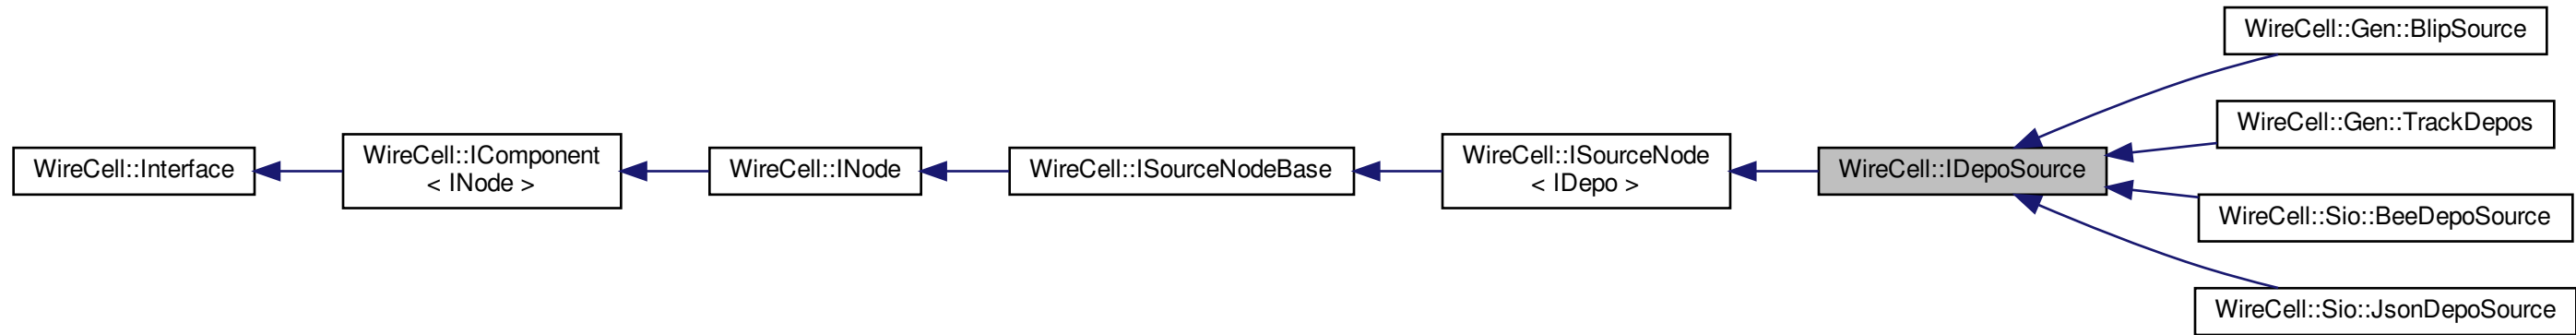 WireCell::Interface
WireCell::IComponent
< INode >
WireCell::INode
WireCell::ISourceNodeBase
WireCell::ISourceNode
< IDepo >
WireCell::IDepoSource
WireCell::Gen::BlipSource
WireCell::Gen::TrackDepos
WireCell::Sio::BeeDepoSource
WireCell::Sio::JsonDepoSource